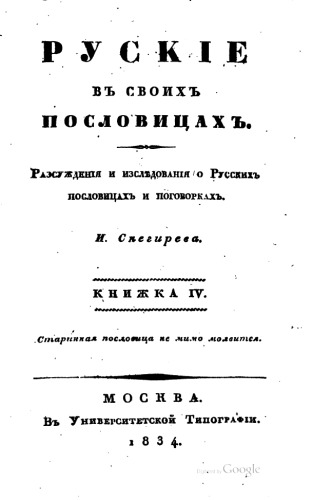 РУСКІЕ
ВЪ СВОИХЪ
ПОСЛОВИЦАХЪ.
РАЗСУЖДЕНІЯ И ИЗСЛѢДОВАНІЯ О РУССКИХЪ
ПОСЛОВИЦАХЪ И ПОГОВОРКАХЪ.
И. Снегирева.
КНИЖКА IV.
Старинная пословица не мимо молвится.
МОСКВА.
ВЪ УНИВЕРСИТЕТСКОЙ ТИПОГРАФІИ.
1834.
Google